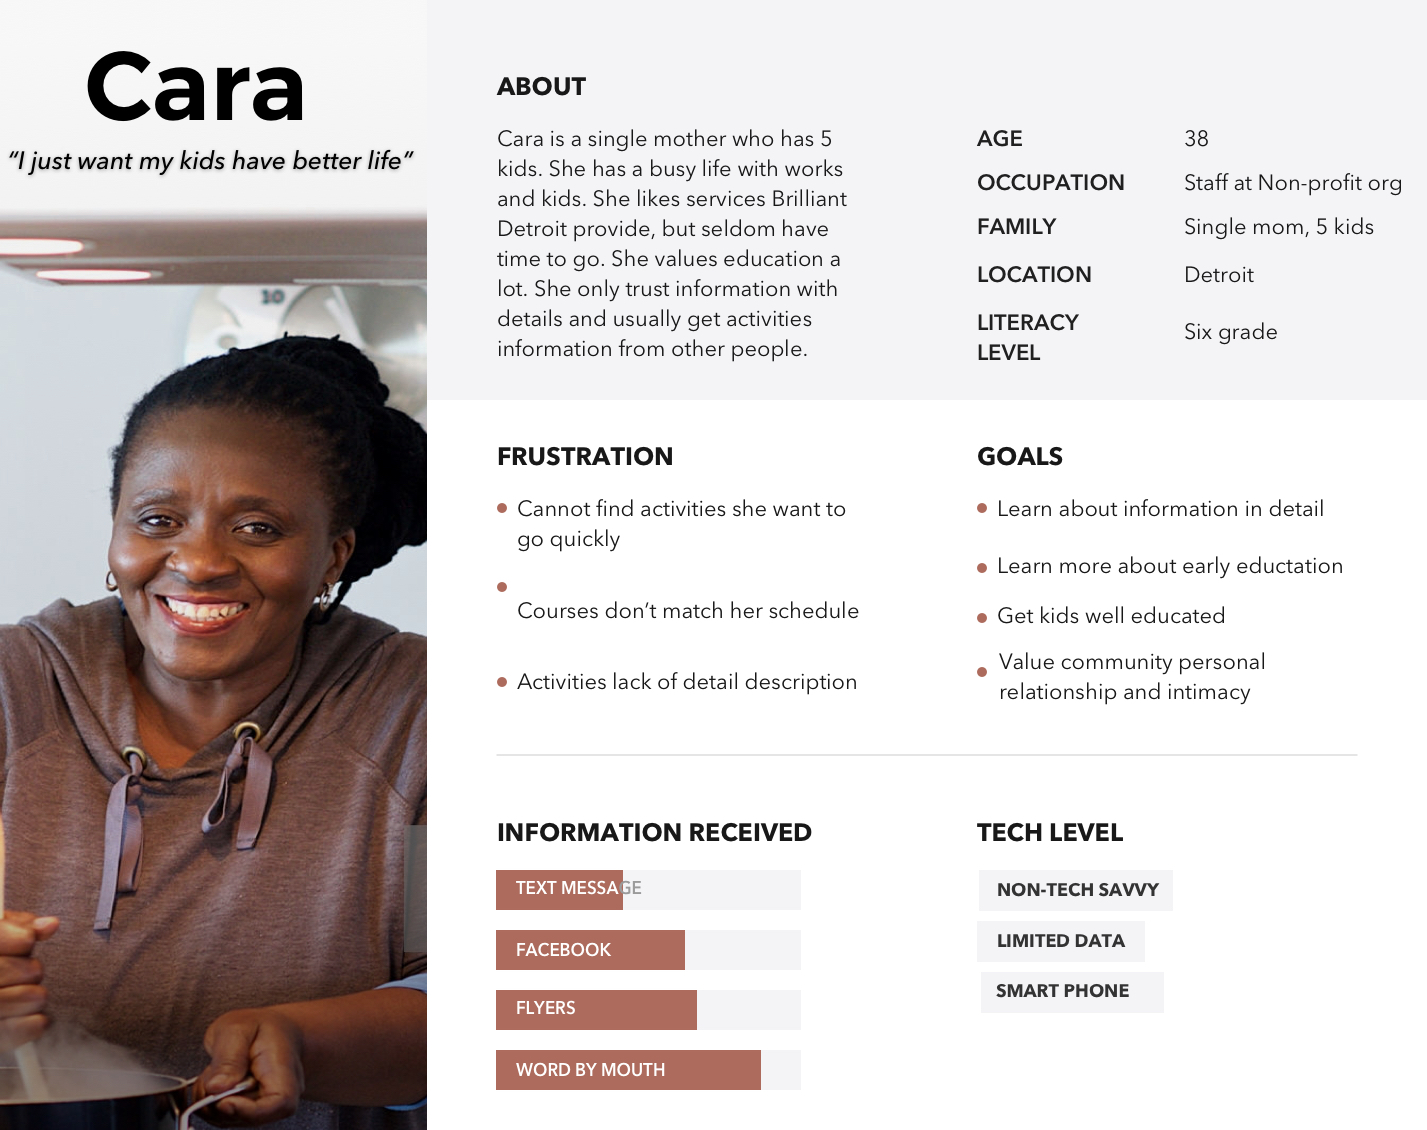 Cara
“I just want my kids have better life”
10
ABOUT
Cara is a single mother who has 5
kids. She has a busy life with works
and kids. She likes services Brilliant
Detroit provide, but seldom have
time to go. She values education a
lot. She only trust information with
details and usually get activities
information from other people.
AGE 38
OCCUPATION Staff at Non-profit org
FAMILY Single mom, 5 kids
LOCATION Detroit
LITERACY
LEVEL
Six grade
FRUSTRATION
Cannot find activities she want to
go quickly
Courses don’t match her schedule
Activities lack of detail description
GOALS
Learn about information in detail
Learn more about early eductation
Get kids well educated
Value community personal
relationship and intimacy
INFORMATION RECEIVED
TEXT MESSAGE
FACEBOOK
FLYERS
WORD BY MOUTH
TECH LEVEL
NON-TECH SAVVY
LIMITED DATA
SMART PHONE